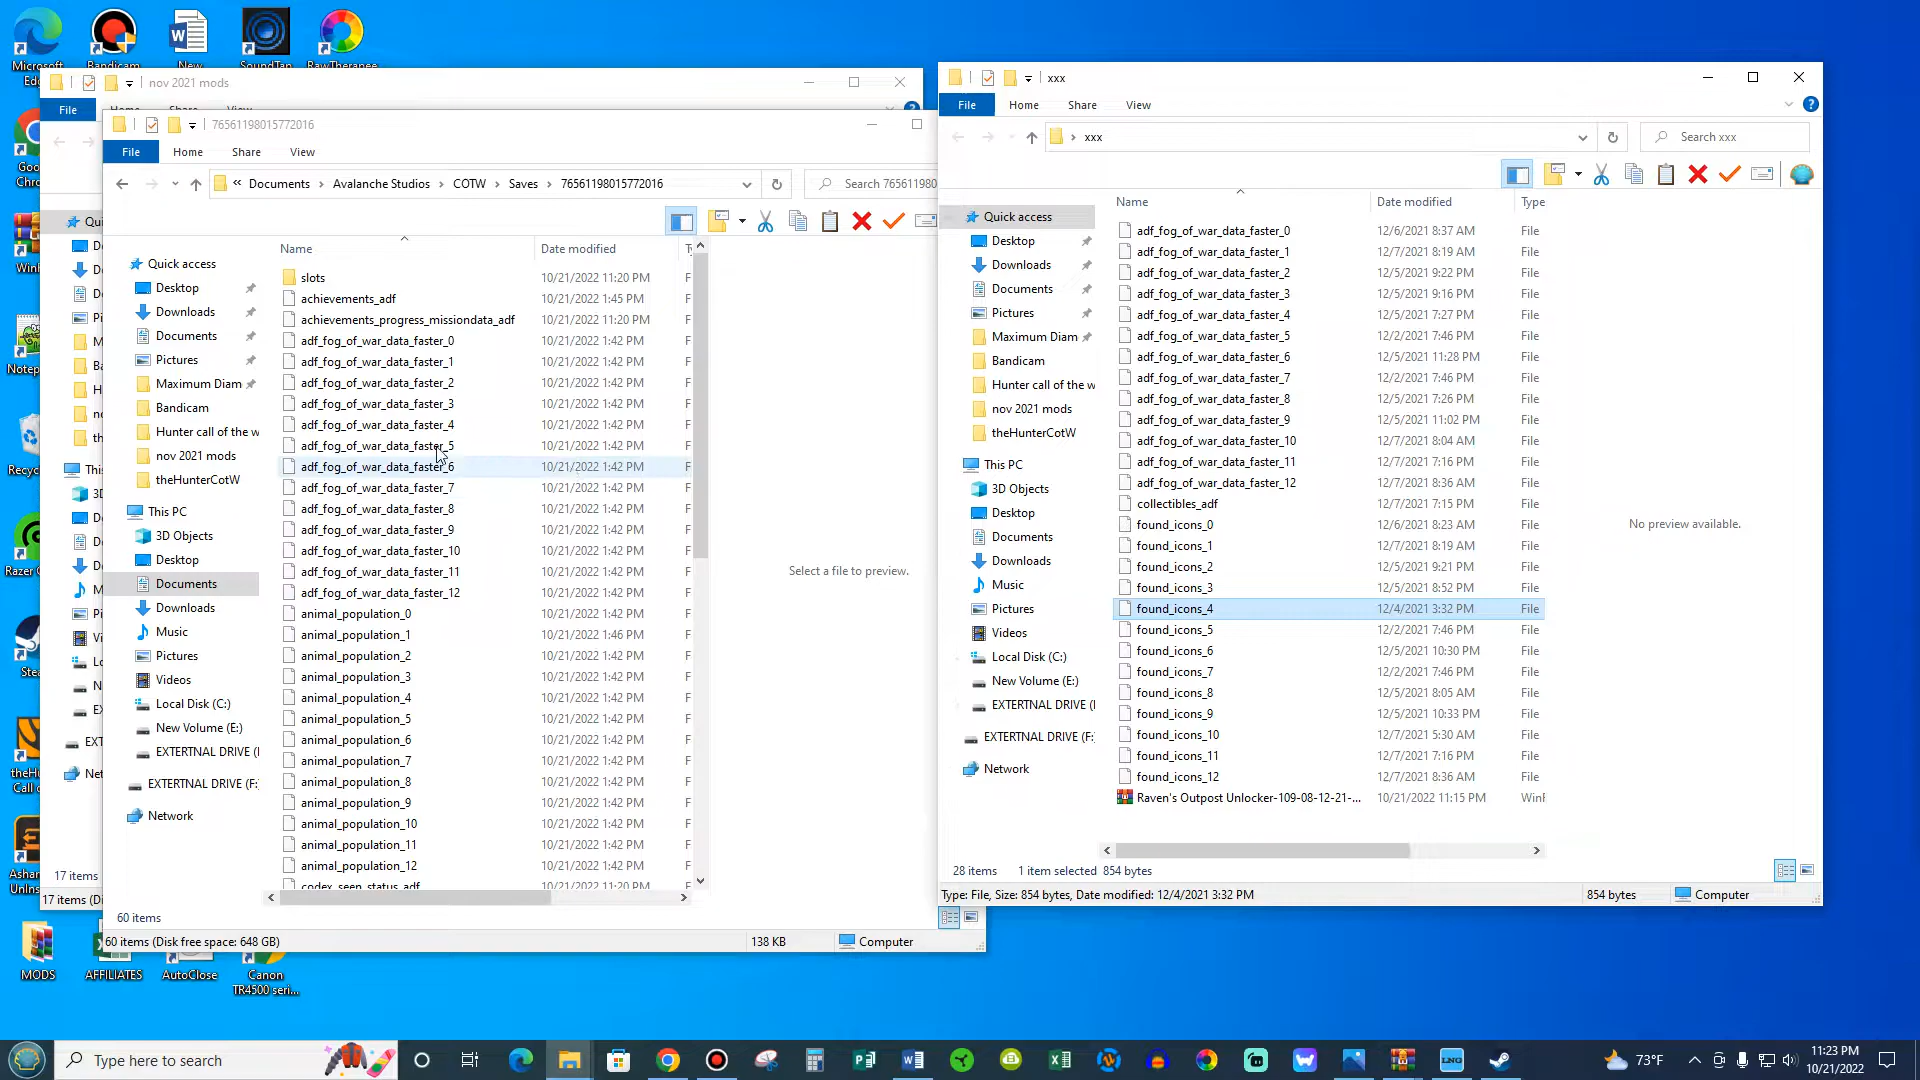 Microsoft
Bandicam
New
SoundTap
RawTherapee
nov 2021 mods
File
Home
Share
View
17 items
76561198015772016
File
Home
Share
View
Documents
Avalanche Studios
COTW
Saves
76561198015772016
Search 765611980
Name
Date modified
Quick access
Desktop
Downloads
Documents
Pictures
Maximum Diam
Bandicam
Hunter call of the w
nov 2021 mods
theHunterCotW
This PC
3D Objects
Desktop
Documents
Downloads
Music
Pictures
Videos
Local Disk (C:)
New Volume (E:)
EXTERTNAL DRIVE (
EXTERTNAL DRIVE (F:
Network
slots 10/21/2022 11:20 PM F
achievements_adf 10/21/2022 1:45 PM F
achievements_progress_missiondata_adf 10/21/2022 11:20 PM F
adf_fog_of_war_data_faster_0 10/21/2022 1:42 PM F
adf_fog_of_war_data_faster_1 10/21/2022 1:42 PM F
adf_fog_of_war_data_faster_2 10/21/2022 1:42 PM F
adf_fog_of_war_data_faster_3 10/21/2022 1:42 PM F
adf_fog_of_war_data_faster_4 10/21/2022 1:42 PM F
adf_fog_of_war_data_faster_5 10/21/2022 1:42 PM F
adf_fog_of_war_data_faster_6 10/21/2022 1:42 PM F
adf_fog_of_war_data_faster_7 10/21/2022 1:42 PM F
adf_fog_of_war_data_faster_8 10/21/2022 1:42 PM F
adf_fog_of_war_data_faster_9 10/21/2022 1:42 PM F
adf_fog_of_war_data_faster_10 10/21/2022 1:42 PM F
adf_fog_of_war_data_faster_11 10/21/2022 1:42 PM F
adf_fog_of_war_data_faster_12 10/21/2022 1:42 PM F
animal_population_0 10/21/2022 1:42 PM F
animal_population_1 10/21/2022 1:46 PM F
animal_population_2 10/21/2022 1:42 PM F
animal_population_3 10/21/2022 1:42 PM F
animal_population_4 10/21/2022 1:42 PM F
animal_population_5 10/21/2022 1:42 PM F
animal_population_6 10/21/2022 1:42 PM F
animal_population_7 10/21/2022 1:42 PM F
animal_population_8 10/21/2022 1:42 PM F
animal_population_9 10/21/2022 1:42 PM F
animal_population_10 10/21/2022 1:42 PM F
animal_population_11 10/21/2022 1:42 PM F
animal_population_12 10/21/2022 1:42 PM F
codex_seen_status_adf 10/21/2022 11:20 PM F
Select a file to preview.
60 items
60 items (Disk free space: 648 GB)
138 KB
Computer
xxx
File
Home
Share
View
xxx
Search xxx
Name
Date modified
Type
Quick access
Desktop
Downloads
Documents
Pictures
Maximum Diam
Bandicam
Hunter call of the w
nov 2021 mods
theHunterCotW
This PC
3D Objects
Desktop
Documents
Downloads
Music
Pictures
Videos
Local Disk (C:)
New Volume (E:)
EXTERTNAL DRIVE (
EXTERTNAL DRIVE (F:
Network
adf_fog_of_war_data_faster_0 12/6/2021 8:37 AM File
adf_fog_of_war_data_faster_1 12/7/2021 8:19 AM File
adf_fog_of_war_data_faster_2 12/5/2021 9:22 PM File
adf_fog_of_war_data_faster_3 12/5/2021 9:16 PM File
adf_fog_of_war_data_faster_4 12/5/2021 7:27 PM File
adf_fog_of_war_data_faster_5 12/2/2021 7:46 PM File
adf_fog_of_war_data_faster_6 12/5/2021 11:28 PM File
adf_fog_of_war_data_faster_7 12/2/2021 7:46 PM File
adf_fog_of_war_data_faster_8 12/5/2021 7:26 PM File
adf_fog_of_war_data_faster_9 12/5/2021 11:02 PM File
adf_fog_of_war_data_faster_10 12/7/2021 8:04 AM File
adf_fog_of_war_data_faster_11 12/7/2021 7:16 PM File
adf_fog_of_war_data_faster_12 12/7/2021 8:36 AM File
collectibles_adf 12/7/2021 7:15 PM File
found_icons_0 12/6/2021 8:23 AM File
found_icons_1 12/7/2021 8:19 AM File
found_icons_2 12/5/2021 9:21 PM File
found_icons_3 12/5/2021 8:52 PM File
found_icons_4 12/4/2021 3:32 PM File
found_icons_5 12/2/2021 7:46 PM File
found_icons_6 12/5/2021 10:30 PM File
found_icons_7 12/2/2021 7:46 PM File
found_icons_8 12/5/2021 8:05 AM File
found_icons_9 12/5/2021 10:33 PM File
found_icons_10 12/7/2021 5:30 AM File
found_icons_11 12/7/2021 7:16 PM File
found_icons_12 12/7/2021 8:36 AM File
Raven's Outpost Unlocker-109-08-12-21-... 10/21/2022 11:15 PM WinF
No preview available.
28 items
1 item selected 854 bytes
Type: File, Size: 854 bytes, Date modified: 12/4/2021 3:32 PM
854 bytes
Computer
MODS
AFFILIATES
AutoClose
Canon
TR4500 seri...
Type here to search
LNG
73°F
11:23 PM
10/21/2022